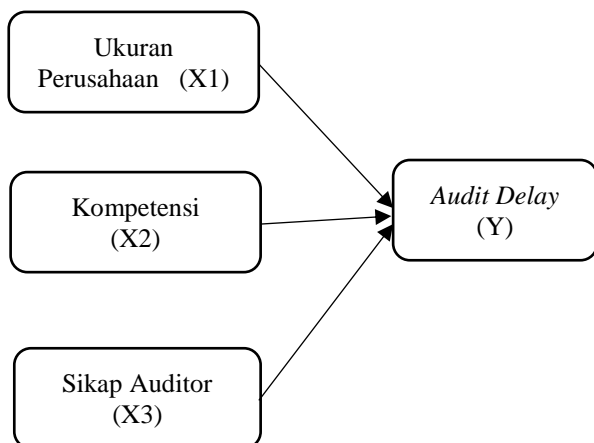 Ukuran
Perusahaan (X1)
Kompetensi
(X2)
Audit Delay
(Y)
Sikap Auditor
(X3)